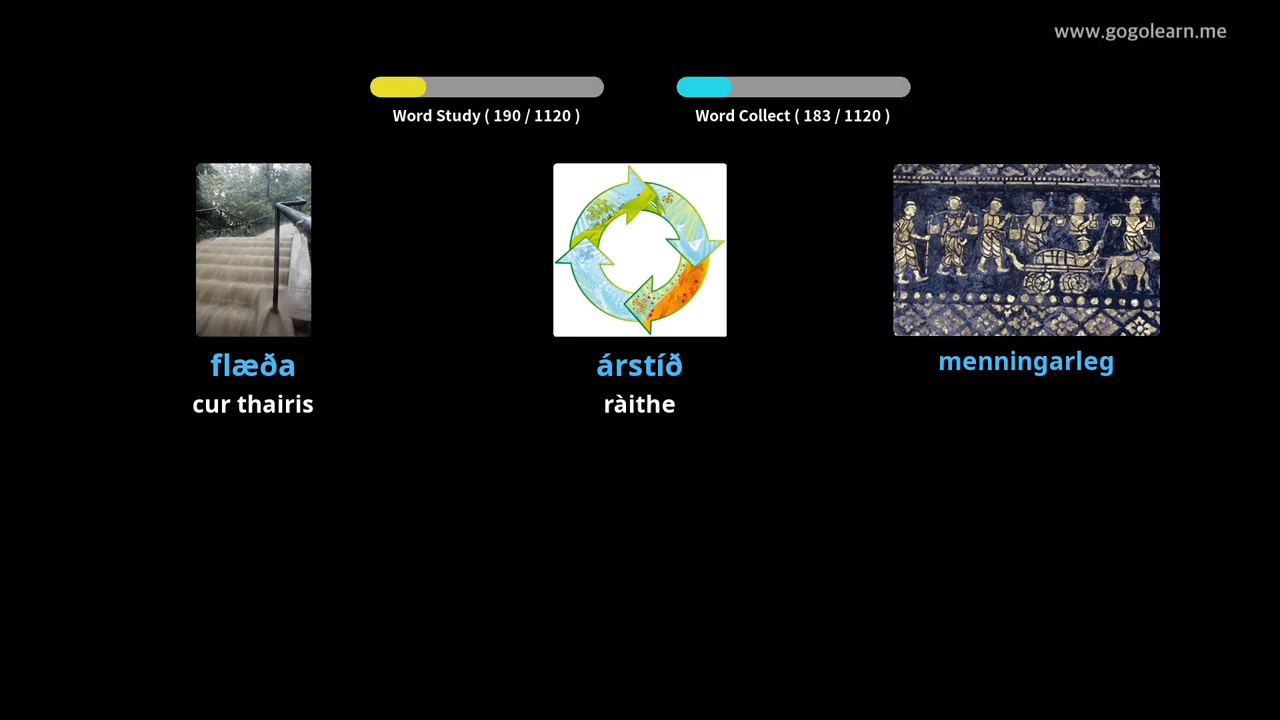 www.gogolearn.me
Word Study ( 190 / 1120 )
Word Collect ( 183 / 1120 )
flæða
árstíð
menningarleg
cur thairis
ràithe